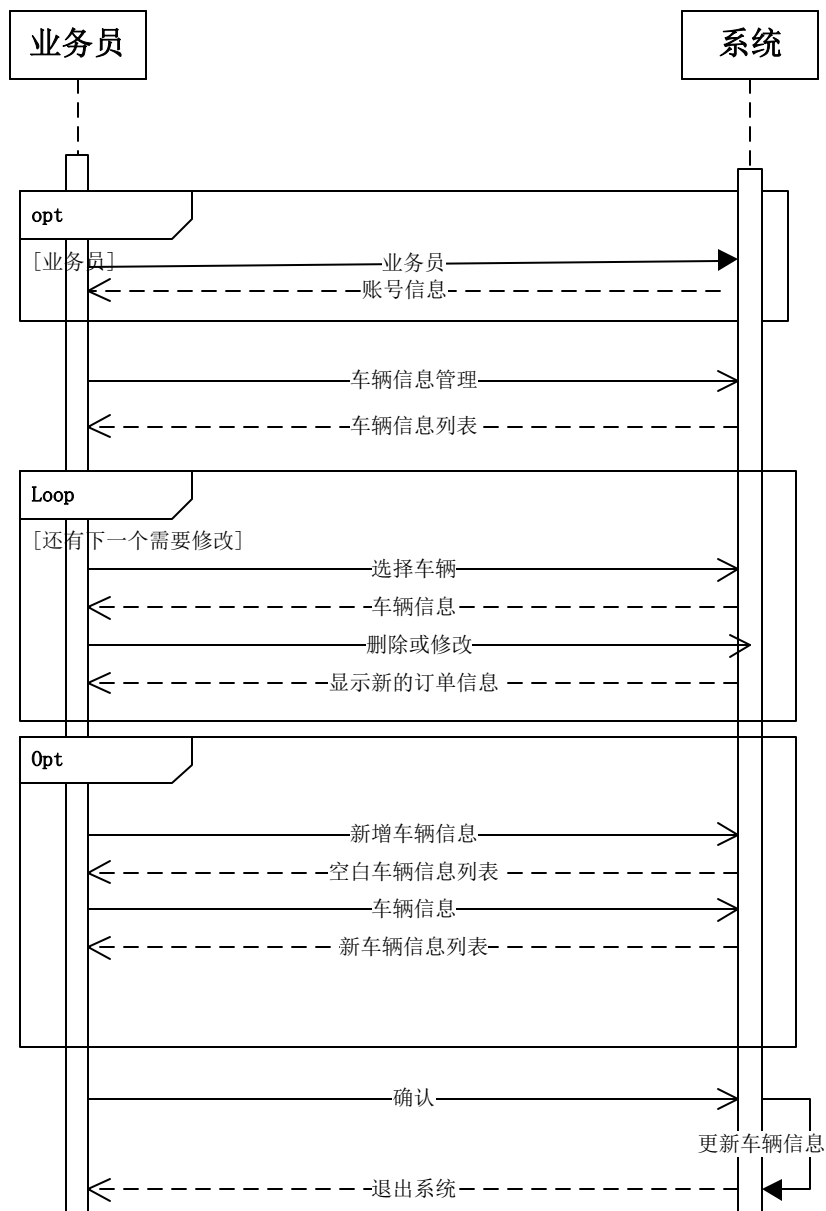 业务员
系统
opt
[业务员]
业务员
账号信息
车辆信息管理
车辆信息列表
Loop
[还有下一个需要修改]
选择车辆
车辆信息
删除或修改
显示新的订单信息
Opt
新增车辆信息
空白车辆信息列表
车辆信息
新车辆信息列表
确认
更新车辆信息
退出系统